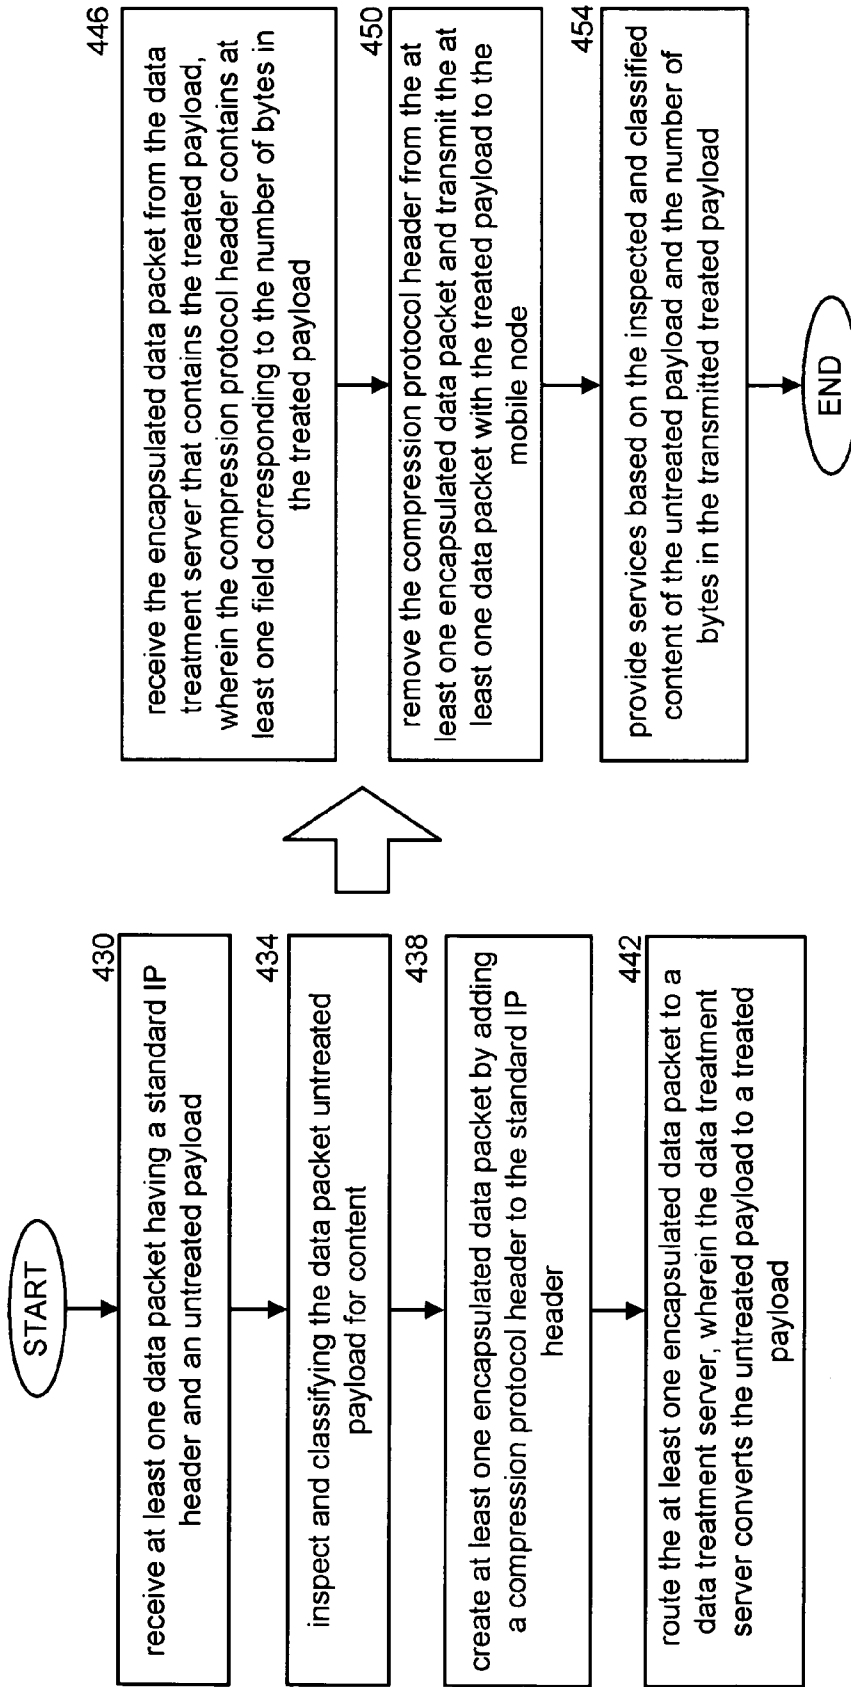 START
430
receive at least one data packet having a standard IP
header and an untreated payload
434
inspect and classifying the data packet untreated
payload for content
438
create at least one encapsulated data packet by adding
a compression protocol header to the standard IP
header
442
route the at least one encapsulated data packet to a
data treatment server, wherein the data treatment
server converts the untreated payload to a treated
payload
446
receive the encapsulated data packet from the data
treatment server that contains the treated payload,
wherein the compression protocol header contains at
least one field corresponding to the number of bytes in
the treated payload
450
remove the compression protocol header from the at
least one encapsulated data packet and transmit the at
least one data packet with the treated payload to the
mobile node
454
provide services based on the inspected and classified
content of the untreated payload and the number of
bytes in the transmitted treated payload
END